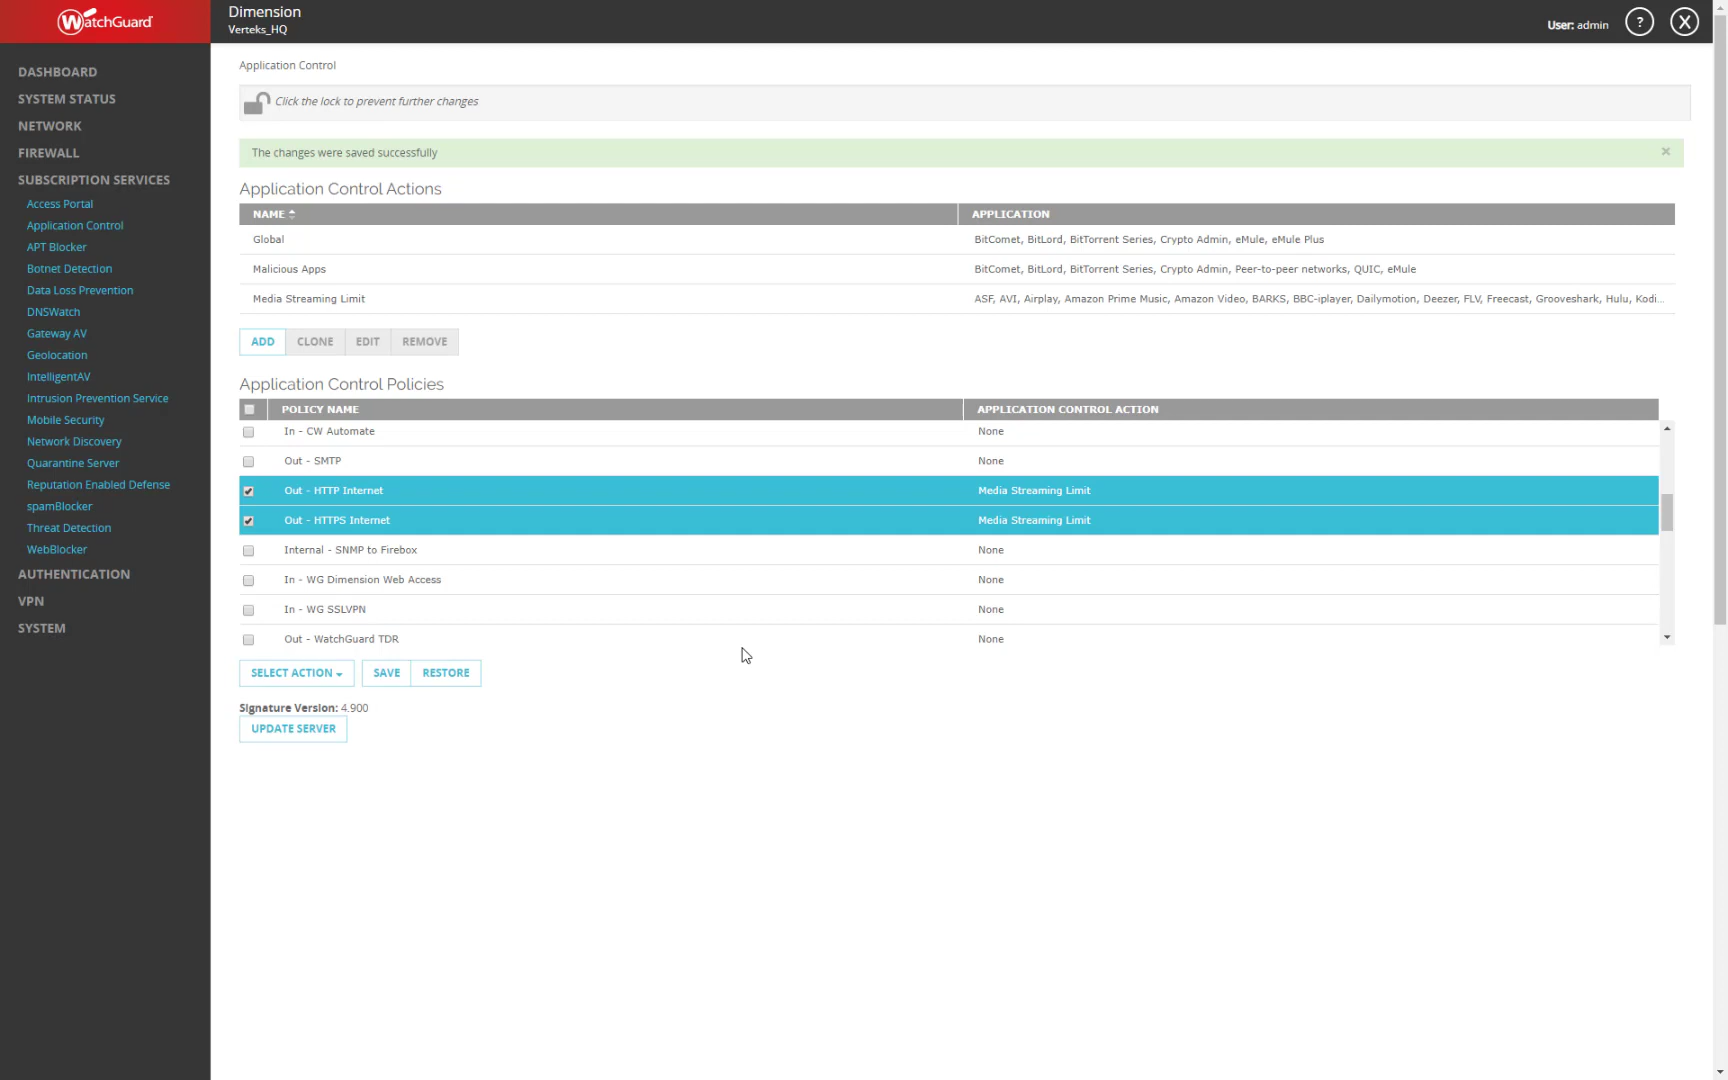 WatchGuard
Dimension
Verteks_HQ
User: admin
?
X
DASHBOARD
SYSTEM STATUS
NETWORK
FIREWALL
SUBSCRIPTION SERVICES
Access Portal
Application Control
APT Blocker
Botnet Detection
Data Loss Prevention
DNSWatch
Gateway AV
Geolocation
IntelligentAV
Intrusion Prevention Service
Mobile Security
Network Discovery
Quarantine Server
Reputation Enabled Defense
spamBlocker
Threat Detection
WebBlocker
AUTHENTICATION
VPN
SYSTEM
Application Control
Click the lock to prevent further changes
The changes were saved successfully ×
Application Control Actions
NAME APPLICATION
Global BitComet, BitLord, BitTorrent Series, Crypto Admin, eMule, eMule Plus
Malicious Apps BitComet, BitLord, BitTorrent Series, Crypto Admin, Peer-to-peer networks, QUIC, eMule
Media Streaming Limit ASF, AVI, Airplay, Amazon Prime Music, Amazon Video, BARKS, BBC-iplayer, Dailymotion, Deezer, FLV, Freecast, Grooveshark, Hulu, Kodi...
ADD CLONE EDIT REMOVE
Application Control Policies
POLICY NAME APPLICATION CONTROL ACTION
In - CW Automate None
Out - SMTP None
Out - HTTP Internet Media Streaming Limit
Out - HTTPS Internet Media Streaming Limit
Internal - SNMP to Firebox None
In - WG Dimension Web Access None
In - WG SSLVPN None
Out - WatchGuard TDR None
SELECT ACTION SAVE RESTORE
Signature Version: 4.900
UPDATE SERVER